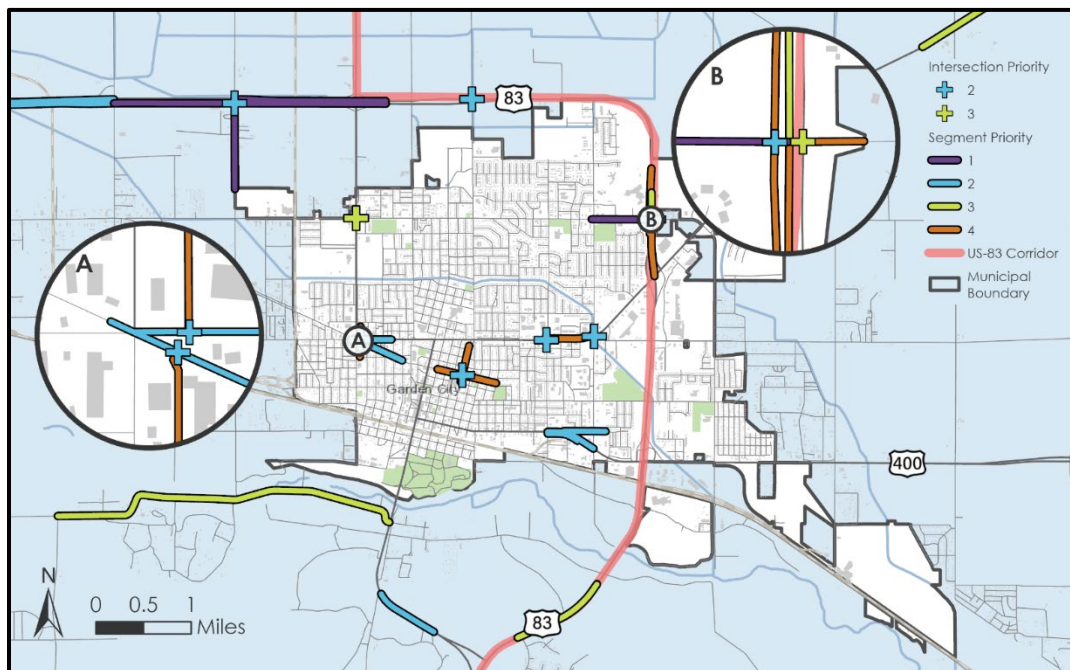 B
Intersection Priority
2
3
Segment Priority
1
2
3
4
US-83 Corridor
Municipal
Boundary
83
B
A
A
Garden City
400
N
0 0.5 1
Miles
83